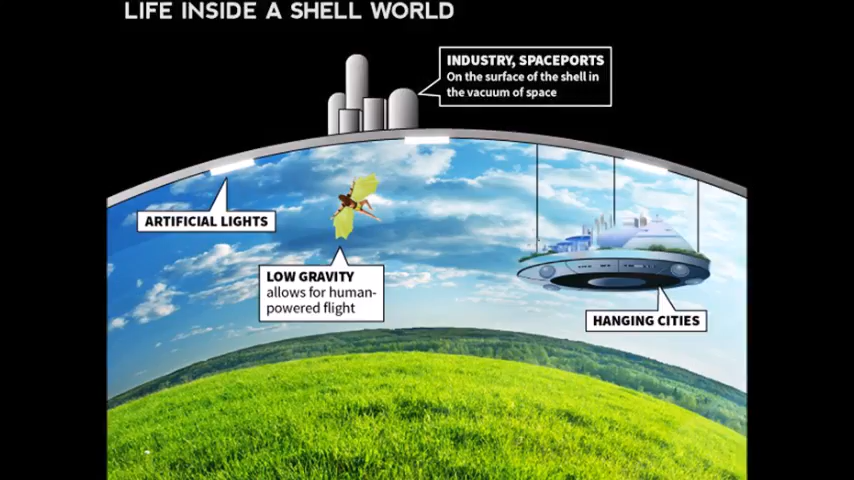 LIFE INSIDE A SHELL WORLD
INDUSTRY, SPACEPORTS
On the surface of the shell in
the vacuum of space
ARTIFICIAL LIGHTS
LOW GRAVITY
allows for human-
powered flight
HANGING CITIES